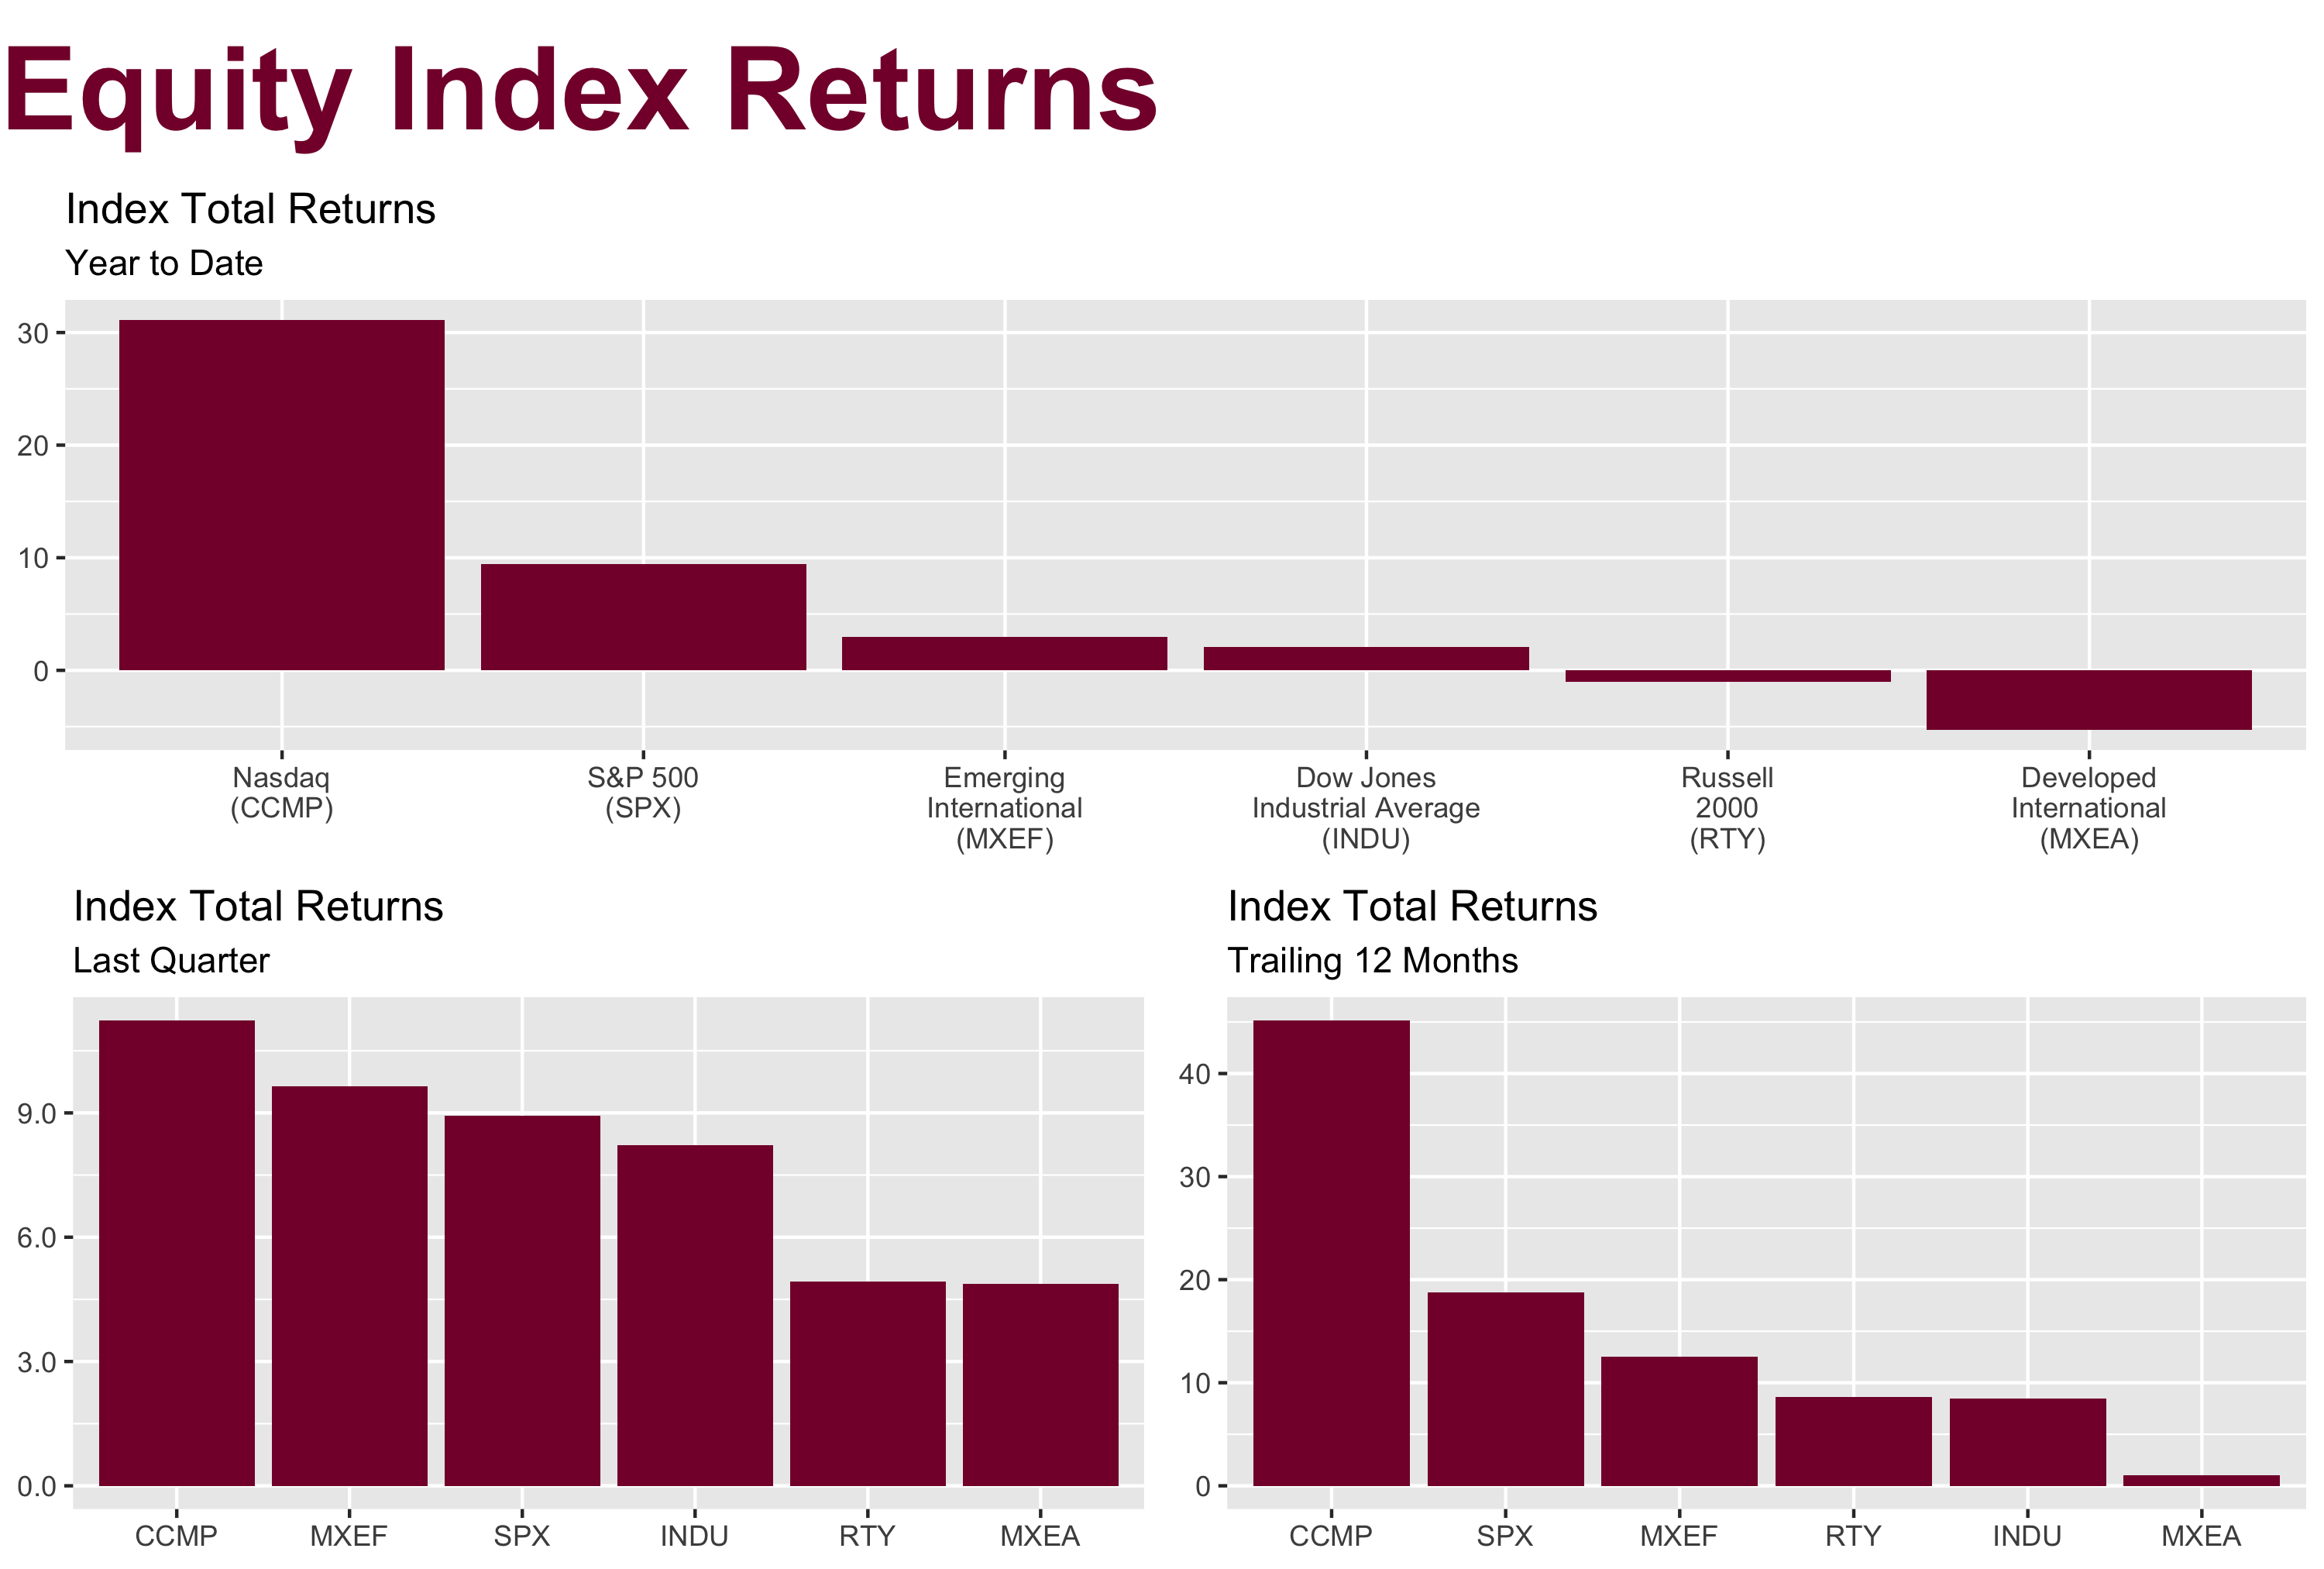 Equity Index Returns
Index Total Returns
Year to Date
30
20
10
0
Nasdaq
(CCMP)
S&P 500
(SPX)
Emerging
International
(MXEF)
Dow Jones
Industrial Average
(INDU)
Russell
2000
(RTY)
Developed
International
(MXEA)
Index Total Returns
Last Quarter
9.0
6.0
3.0
0.0
CCMP
MXEF
SPX
INDU
RTY
MXEA
Index Total Returns
Trailing 12 Months
40
30
20
10
0
CCMP
SPX
MXEF
RTY
INDU
MXEA